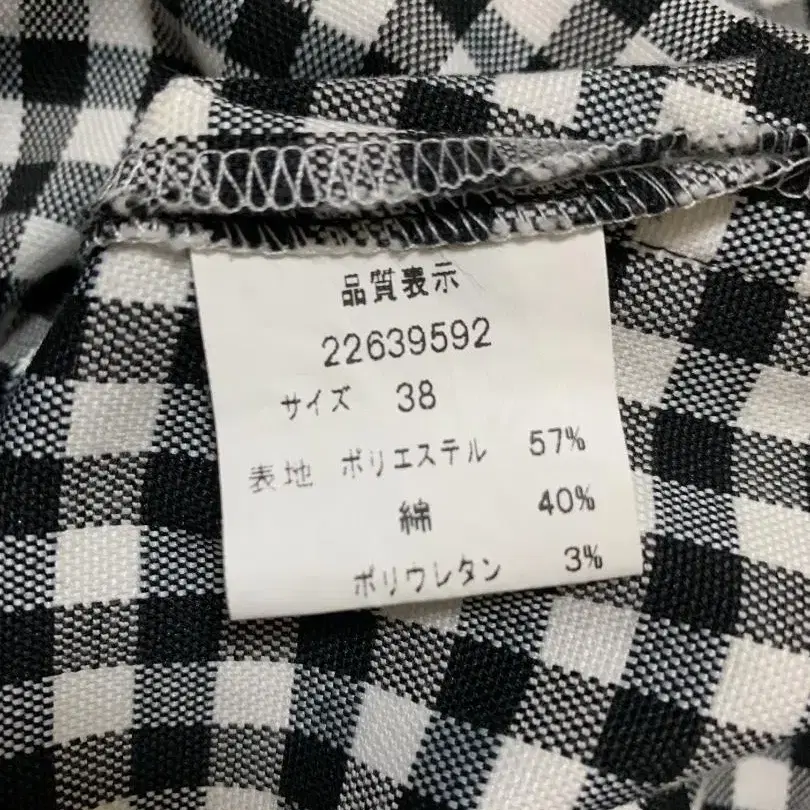 品質表示
22639592
サイズ 38
表地 ポリエステル 57%
綿 40%
ポリウレタン 3%